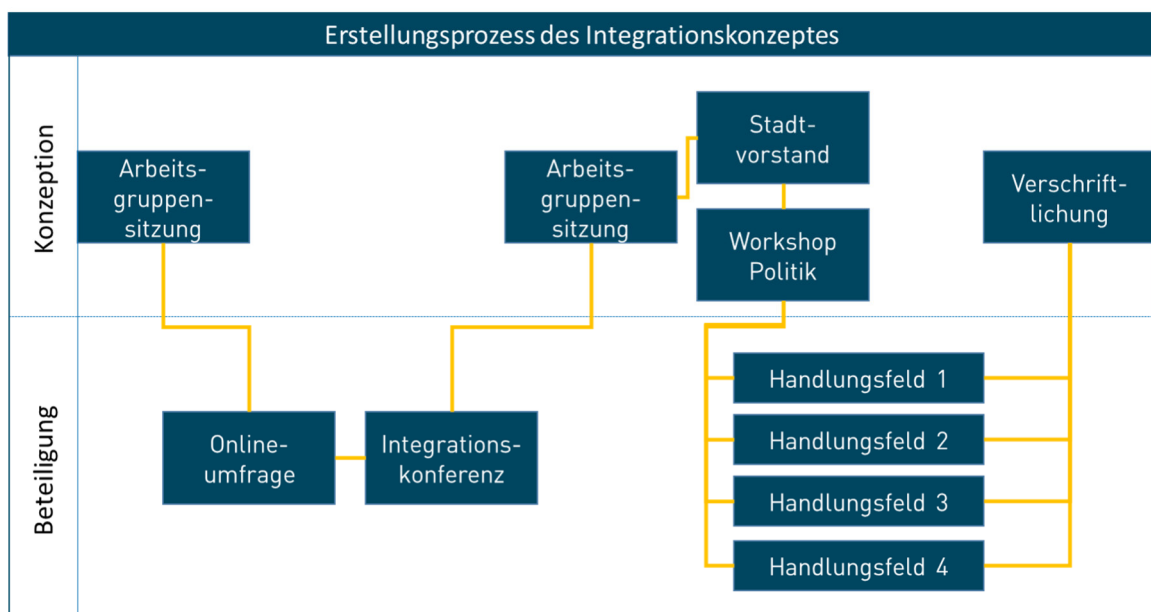 Erstellungsprozess des Integrationskonzeptes
Konzeption
Arbeits-
gruppen-
sitzung
Arbeits-
gruppen-
sitzung
Stadt-
vorstand
Workshop
Politik
Verschrift-
lichung
Beteiligung
Online-
umfrage
Integrations-
konferenz
Handlungsfeld 1
Handlungsfeld 2
Handlungsfeld 3
Handlungsfeld 4